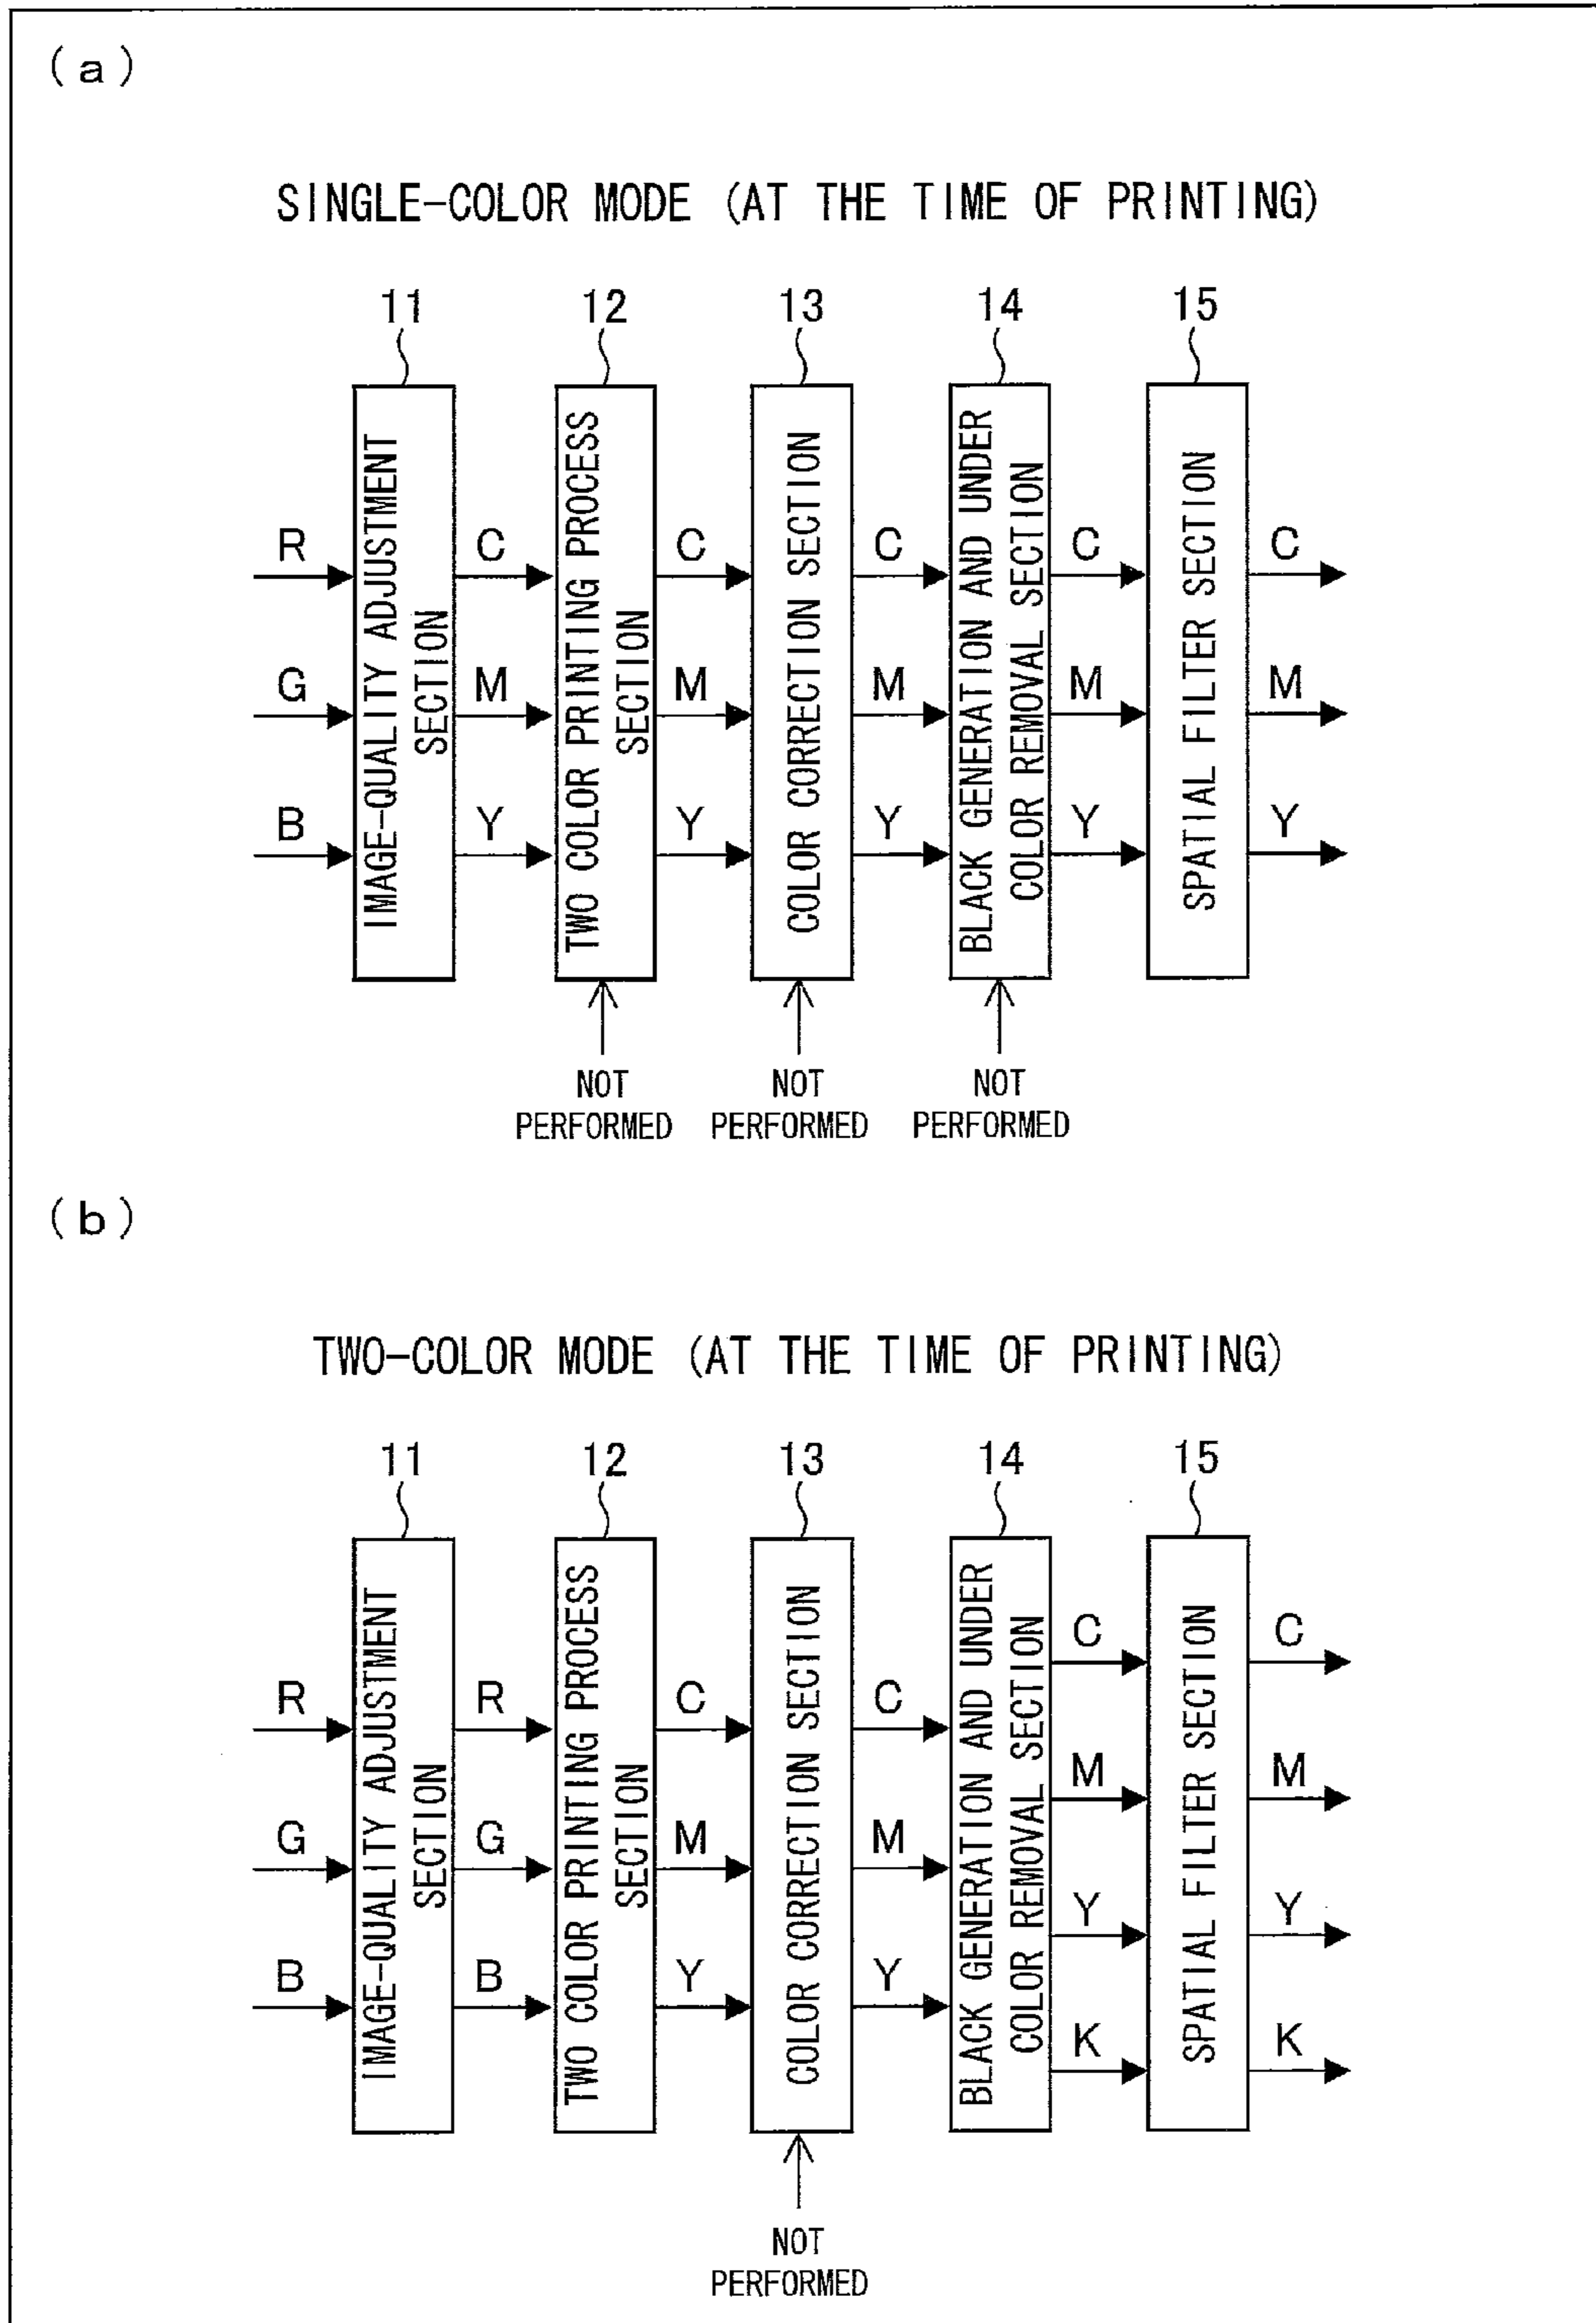 (a)
SINGLE-COLOR MODE (AT THE TIME OF PRINTING)
11
12
13
14
15
R
G
B
IMAGE-QUALITY ADJUSTMENT
SECTION
C
M
Y
TWO COLOR PRINTING PROCESS
SECTION
C
M
Y
COLOR CORRECTION SECTION
C
M
Y
BLACK GENERATION AND UNDER
COLOR REMOVAL SECTION
C
M
Y
SPATIAL FILTER SECTION
C
M
Y
NOT
PERFORMED
NOT
PERFORMED
NOT
PERFORMED
(b)
TWO-COLOR MODE (AT THE TIME OF PRINTING)
11
12
13
14
15
R
G
B
IMAGE-QUALITY ADJUSTMENT
SECTION
R
G
B
TWO COLOR PRINTING PROCESS
SECTION
C
M
Y
COLOR CORRECTION SECTION
C
M
Y
BLACK GENERATION AND UNDER
COLOR REMOVAL SECTION
C
M
Y
K
SPATIAL FILTER SECTION
C
M
Y
K
NOT
PERFORMED